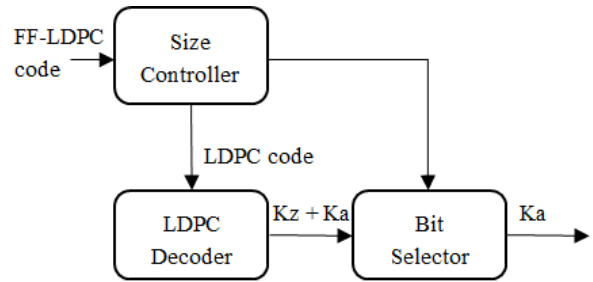 FF-LDPC
code
Size
Controller
LDPC code
LDPC
Decoder
Kz + Ka
Bit
Selector
Ka